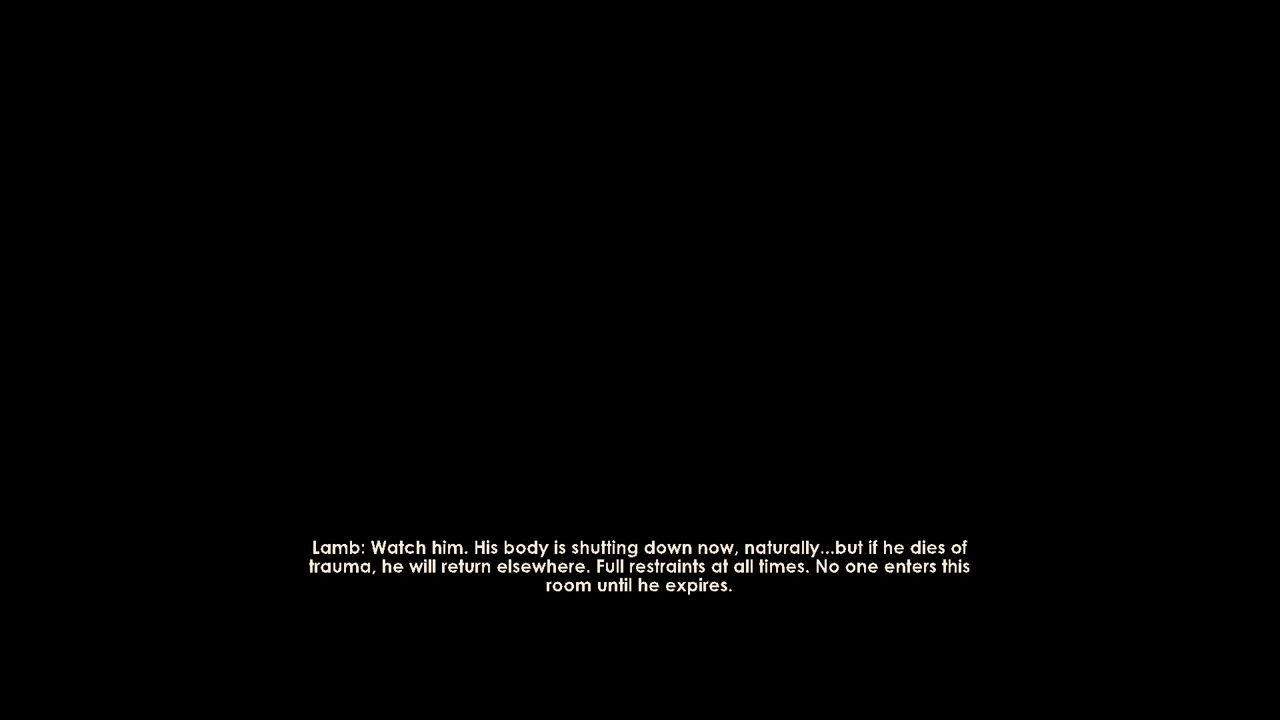 Lamb: Watch him. His body is shutting down now, naturally...but if he dies of
trauma, he will return elsewhere. Full restraints at all times. No one enters this
room until he expires.